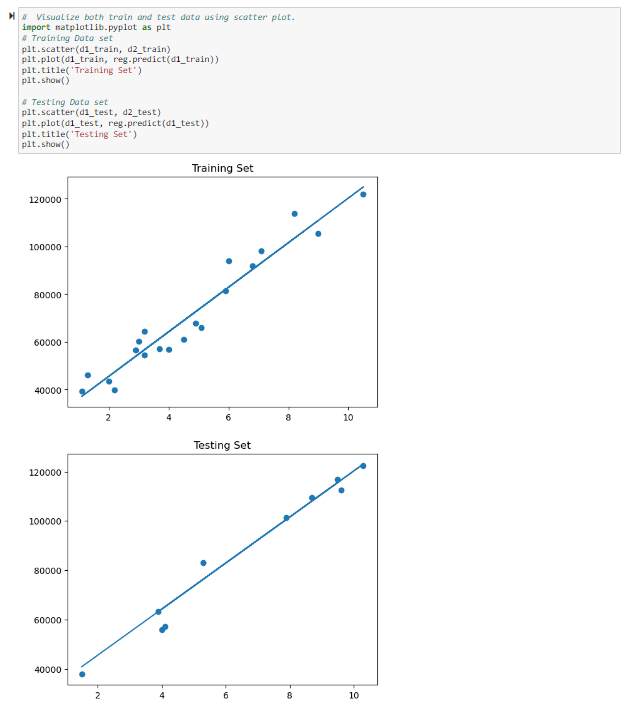 #  Visualize both train and test data using scatter plot.
import matplotlib.pyplot as plt
# Training Data set
plt.scatter(d1_train, d2_train)
plt.plot(d1_train, reg.predict(d1_train))
plt.title('Training Set')
plt.show()

# Testing Data set
plt.scatter(d1_test, d2_test)
plt.plot(d1_test, reg.predict(d1_test))
plt.title('Testing Set')
plt.show()
Training Set
120000
100000
80000
60000
40000
2 4 6 8 10
Testing Set
120000
100000
80000
60000
40000
2 4 6 8 10